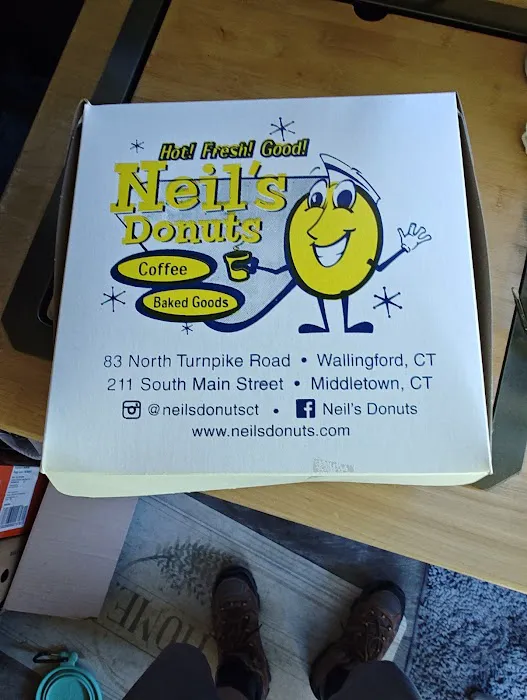 Hot! Fresh! Good!
Neil's
Donuts
Coffee
Baked Goods
83 North Turnpike Road • Wallingford, CT
211 South Main Street • Middletown, CT
@neilsdonutsct • f Neil's Donuts
www.neilsdonuts.com
HOME